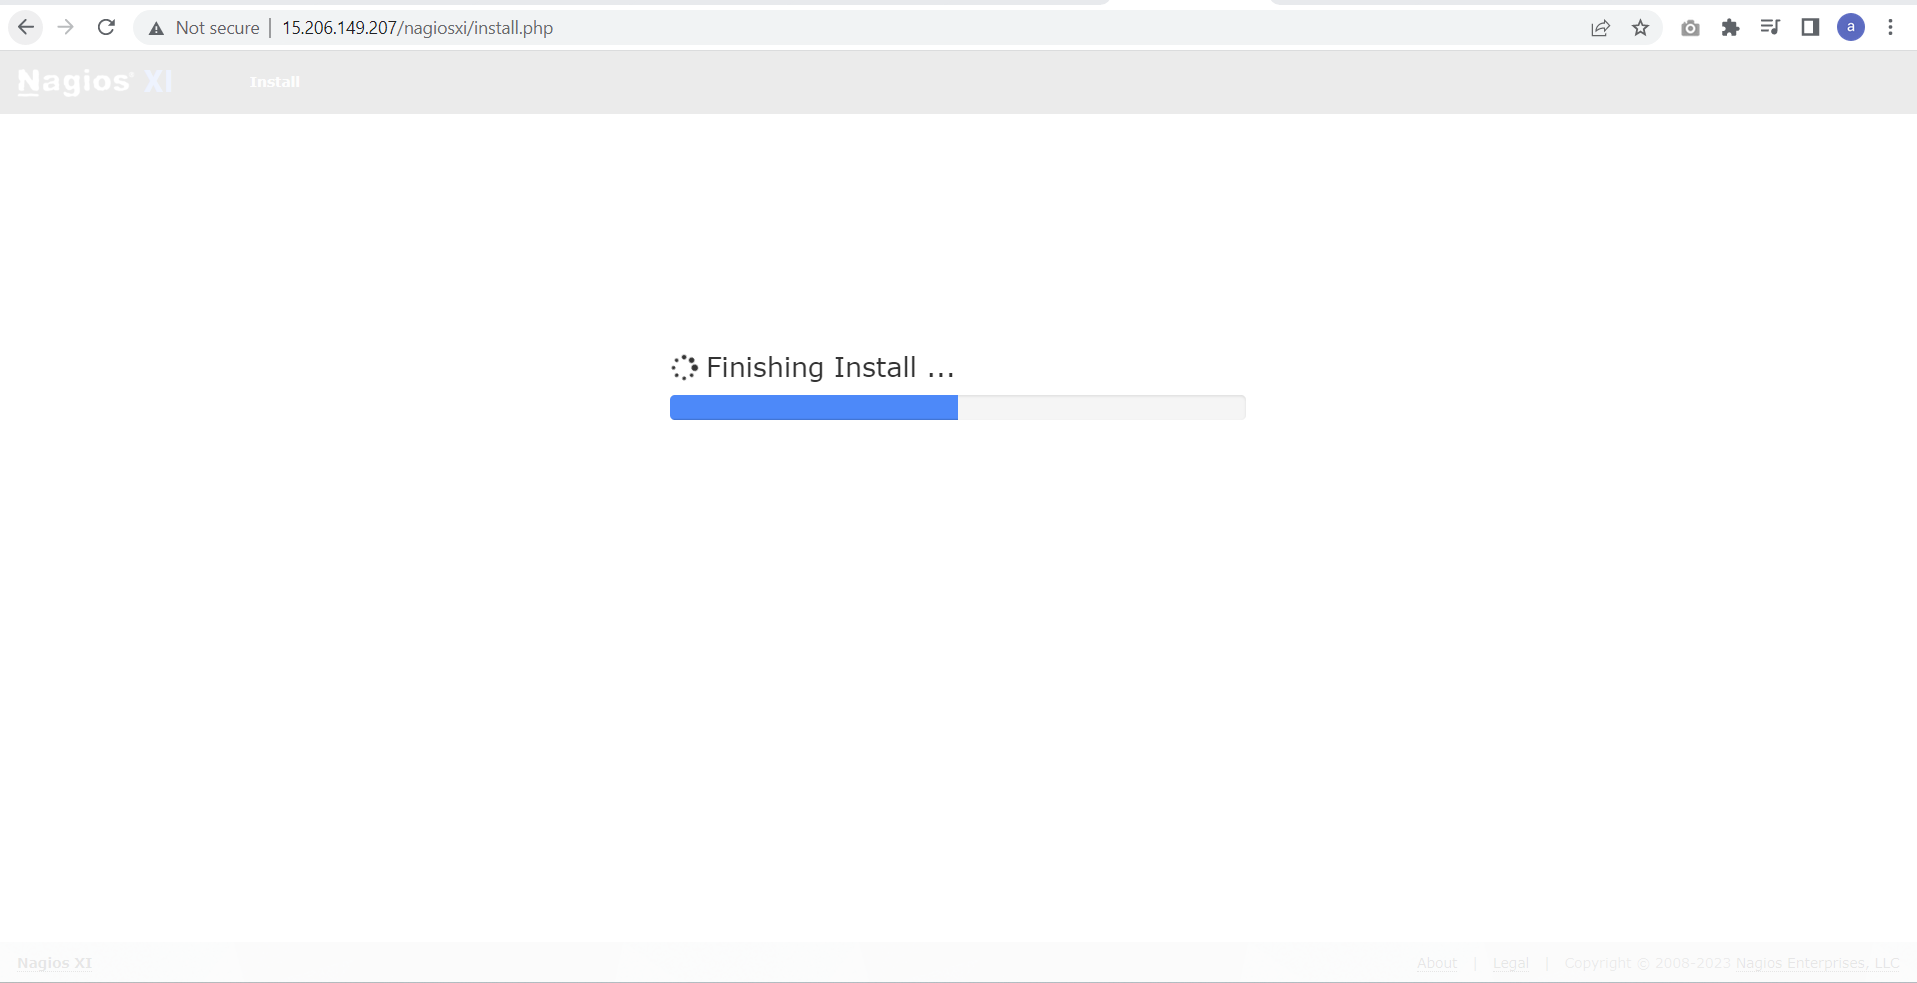 Not secure | 15.206.149.207/nagiosxi/install.php
a
Nagios® XI Install
Finishing Install ...
Nagios XI About | Legal | Copyright © 2008-2023 Nagios Enterprises, LLC